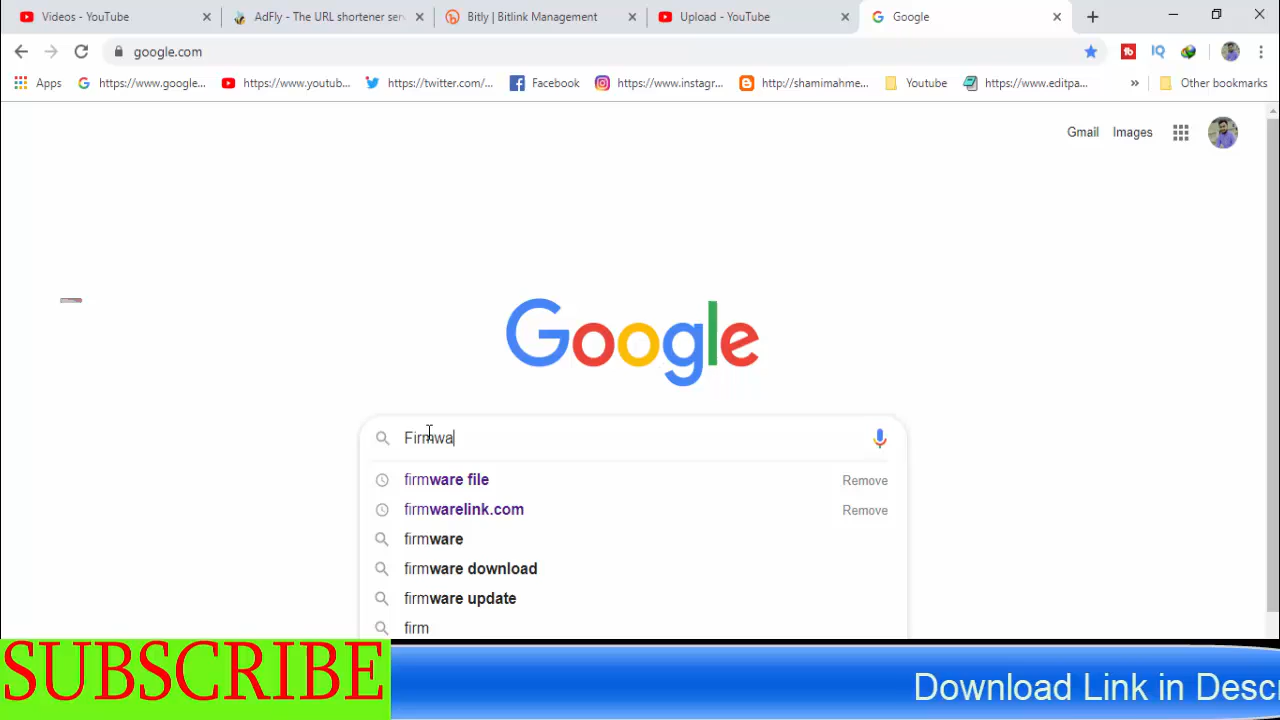 Videos - YouTube
AdFly - The URL shortener serv
Bitly | Bitlink Management
Upload - YouTube
Google
google.com
Apps
https://www.google...
https://www.youtub...
https://twitter.com/...
Facebook
https://www.instagr...
http://shamimahme...
Youtube
https://www.editpa...
»
Other bookmarks
Gmail
Images
Google
Firmwa
firmware file
Remove
firmwarelink.com
Remove
firmware
firmware download
firmware update
firm
SUBSCRIBE
Download Link in Descr